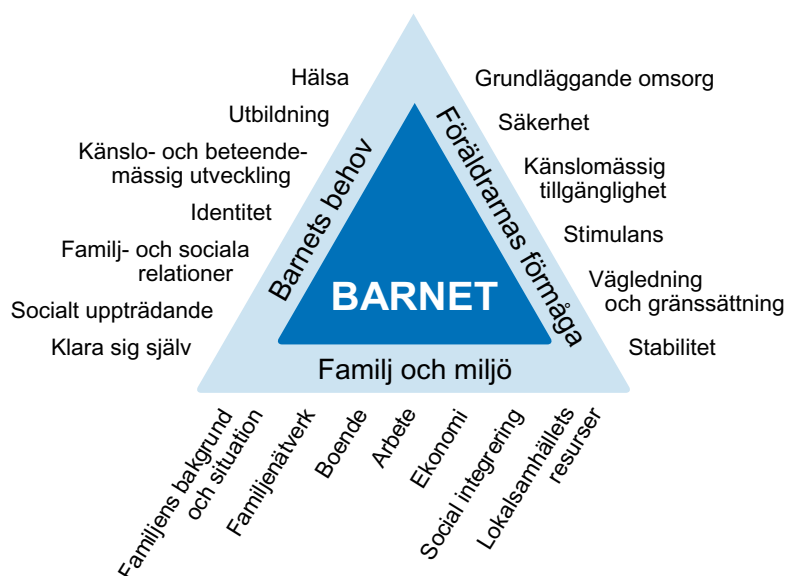 Hälsa
Utbildning
Känslo- och beteende-
mässig utveckling
Identitet
Familj- och sociala
relationer
Socialt uppträdande
Klara sig själv
Barnets behov
BARNET
Föräldrarnas förmåga
Grundläggande omsorg
Säkerhet
Känslomässig
tillgänglighet
Stimulans
Vägledning
och gränssättning
Stabilitet
Familj och miljö
Familjens bakgrund
och situation
Familjenätverk
Boende
Arbete
Ekonomi
Social integrering
Lokalsamhällets
resurser